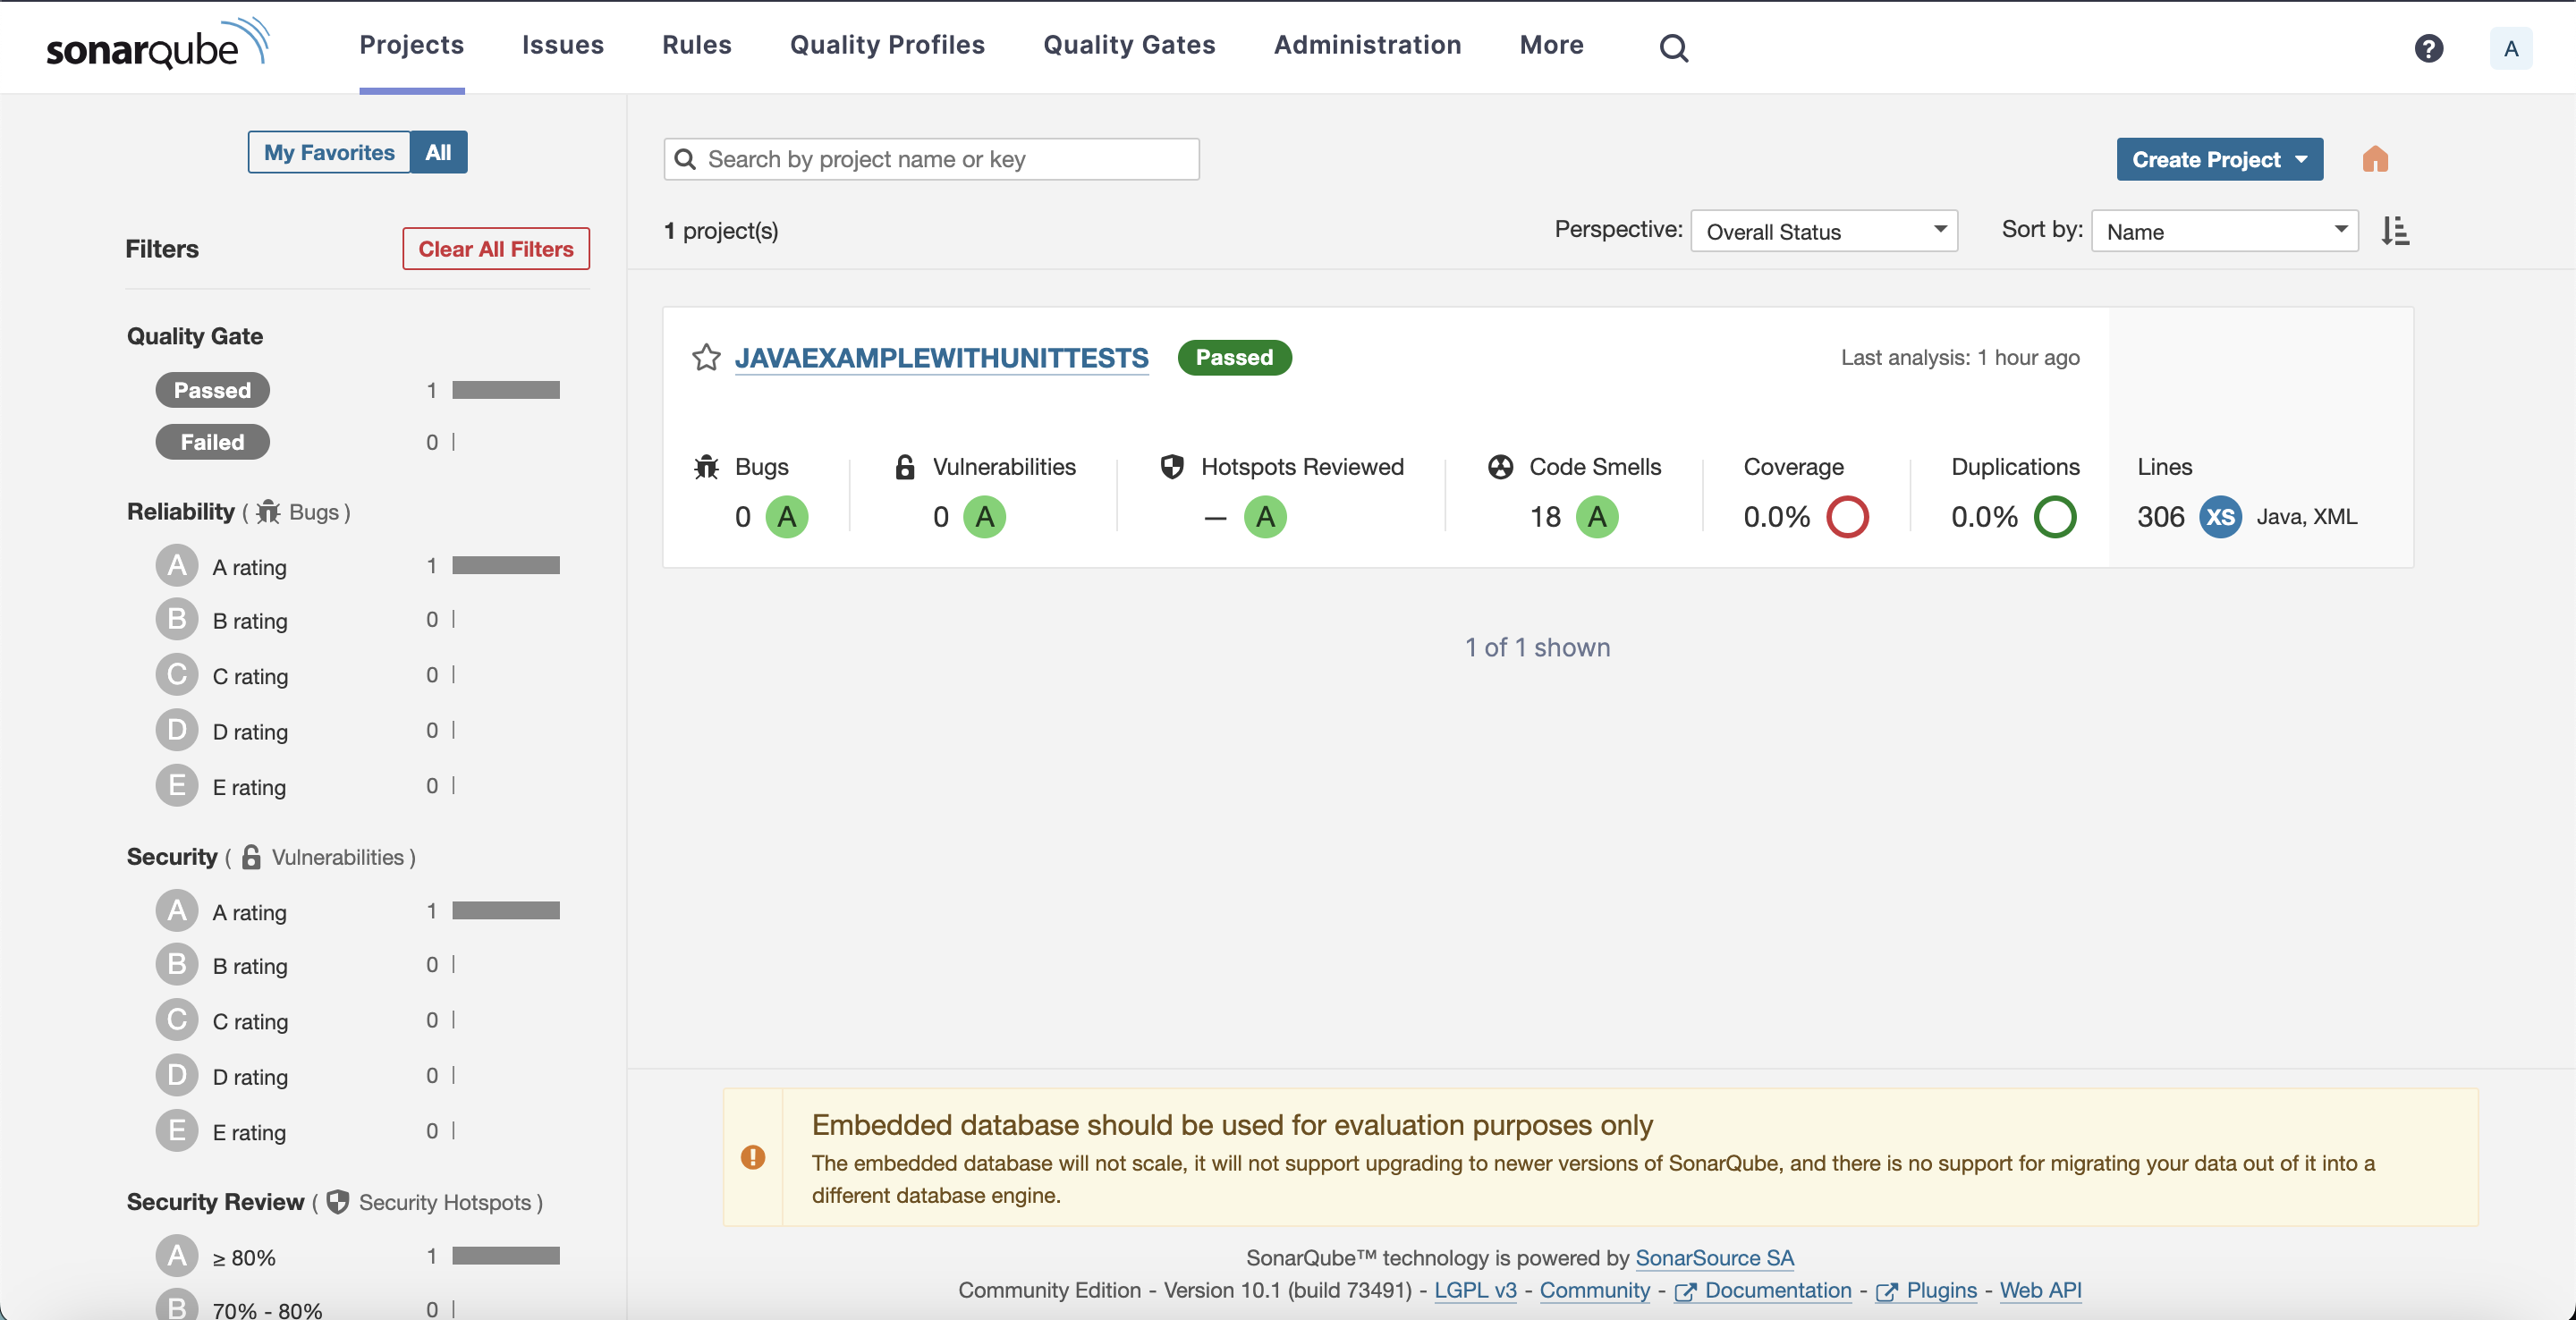 sonarqube Projects Issues Rules Quality Profiles Quality Gates Administration More ? A
My Favorites All
Filters Clear All Filters
Quality Gate
Passed 1
Failed 0
Reliability ( Bugs )
A A rating 1
B B rating 0
C C rating 0
D D rating 0
E E rating 0
Security ( Vulnerabilities )
A A rating 1
B B rating 0
C C rating 0
D D rating 0
E E rating 0
Security Review ( Security Hotspots )
A ≥ 80% 1
B 70% - 80% 0
Search by project name or key Create Project
1 project(s) Perspective: Overall Status Sort by: Name
JAVAEXAMPLEWITHUNITTESTS Passed Last analysis: 1 hour ago
Bugs Vulnerabilities Hotspots Reviewed Code Smells Coverage Duplications Lines
0 A 0 A — A 18 A 0.0% 0.0% 306 XS Java, XML
1 of 1 shown
Embedded database should be used for evaluation purposes only
The embedded database will not scale, it will not support upgrading to newer versions of SonarQube, and there is no support for migrating your data out of it into a
different database engine.
SonarQube™ technology is powered by SonarSource SA
Community Edition - Version 10.1 (build 73491) - LGPL v3 - Community - Documentation - Plugins - Web API